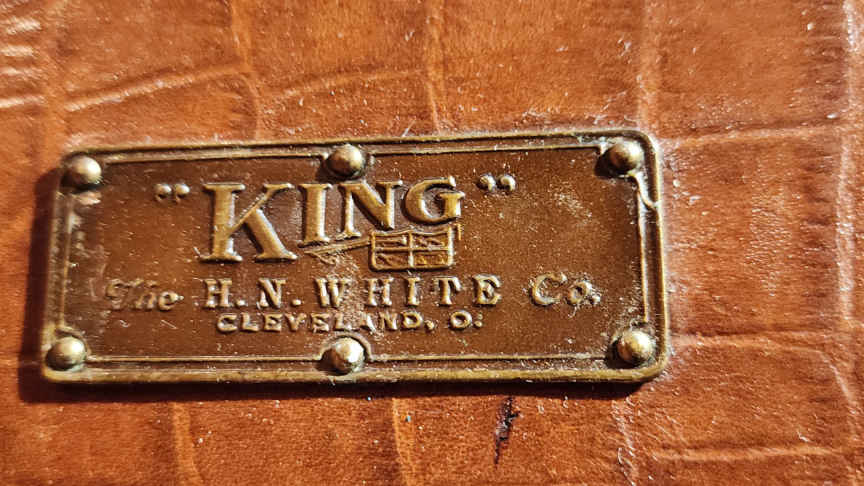 "KING"
The H.N. WHITE Co.
CLEVELAND, O.